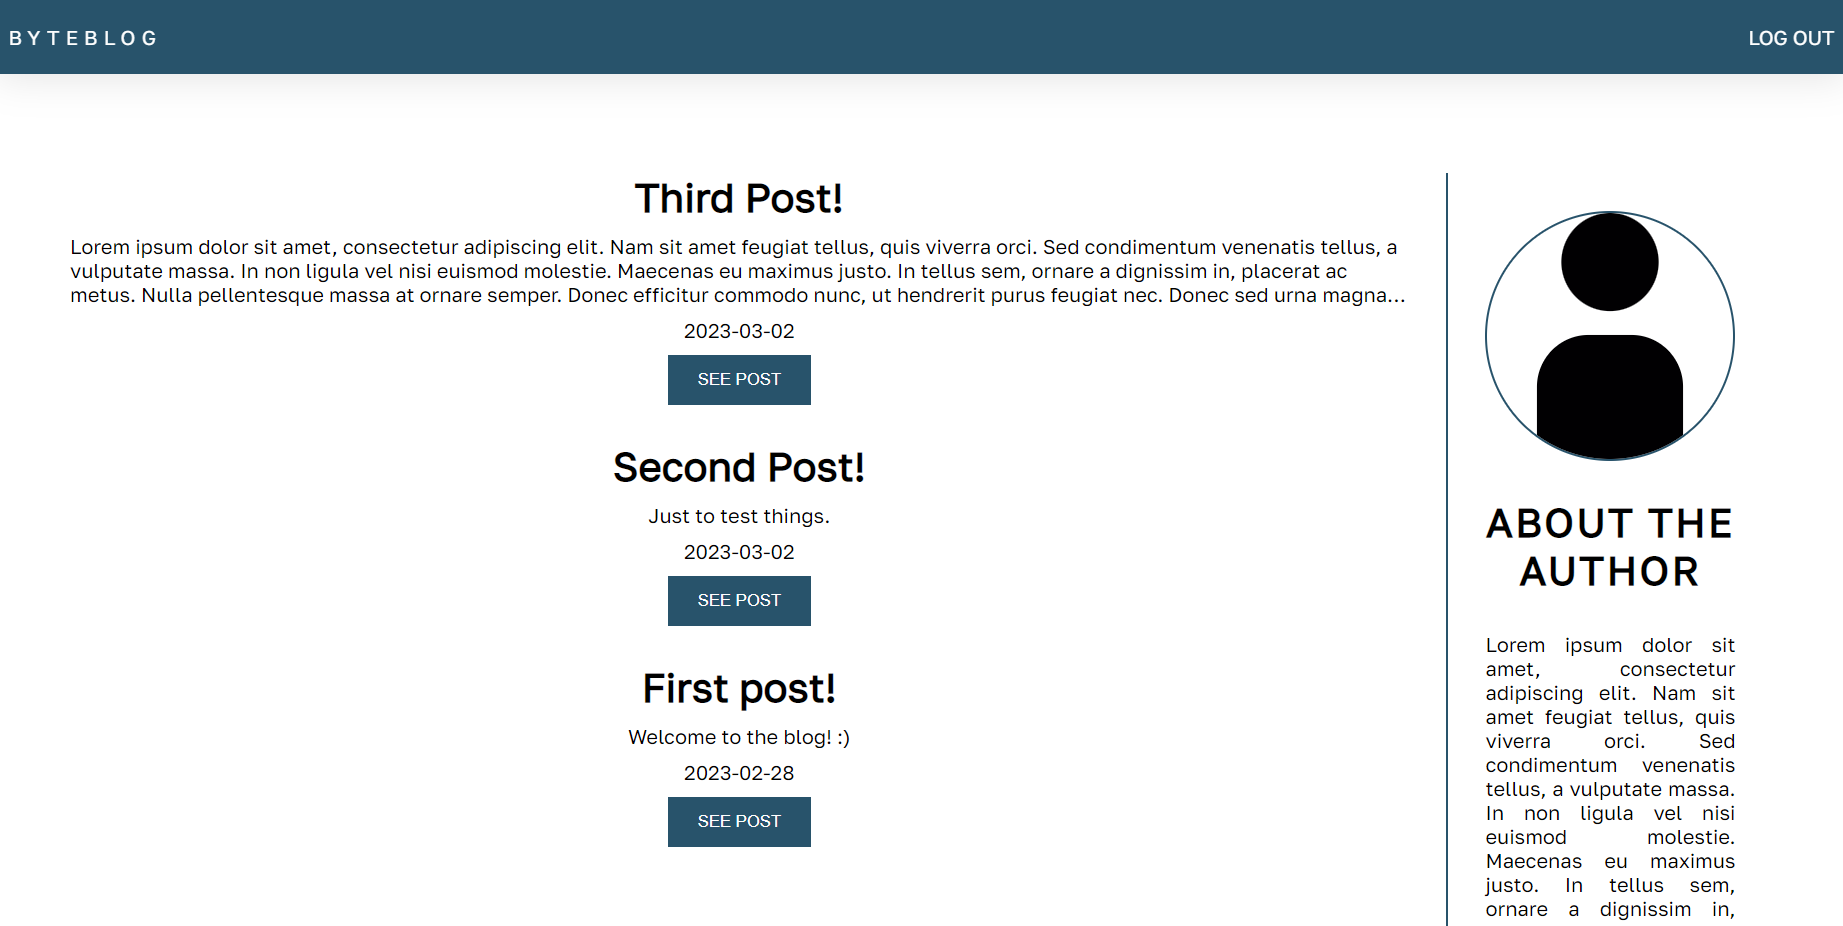 BYTEBLOG
LOG OUT
Third Post!
Lorem ipsum dolor sit amet, consectetur adipiscing elit. Nam sit amet feugiat tellus, quis viverra orci. Sed condimentum venenatis tellus, a
vulputate massa. In non ligula vel nisi euismod molestie. Maecenas eu maximus justo. In tellus sem, ornare a dignissim in, placerat ac
metus. Nulla pellentesque massa at ornare semper. Donec efficitur commodo nunc, ut hendrerit purus feugiat nec. Donec sed urna magna...
2023-03-02
SEE POST
Second Post!
Just to test things.
2023-03-02
SEE POST
First post!
Welcome to the blog! :)
2023-02-28
SEE POST
ABOUT THE
AUTHOR
Lorem ipsum dolor sit
amet, consectetur
adipiscing elit. Nam sit
amet feugiat tellus, quis
viverra orci. Sed
condimentum venenatis
tellus, a vulputate massa.
In non ligula vel nisi
euismod molestie.
Maecenas eu maximus
justo. In tellus sem,
ornare a dignissim in,